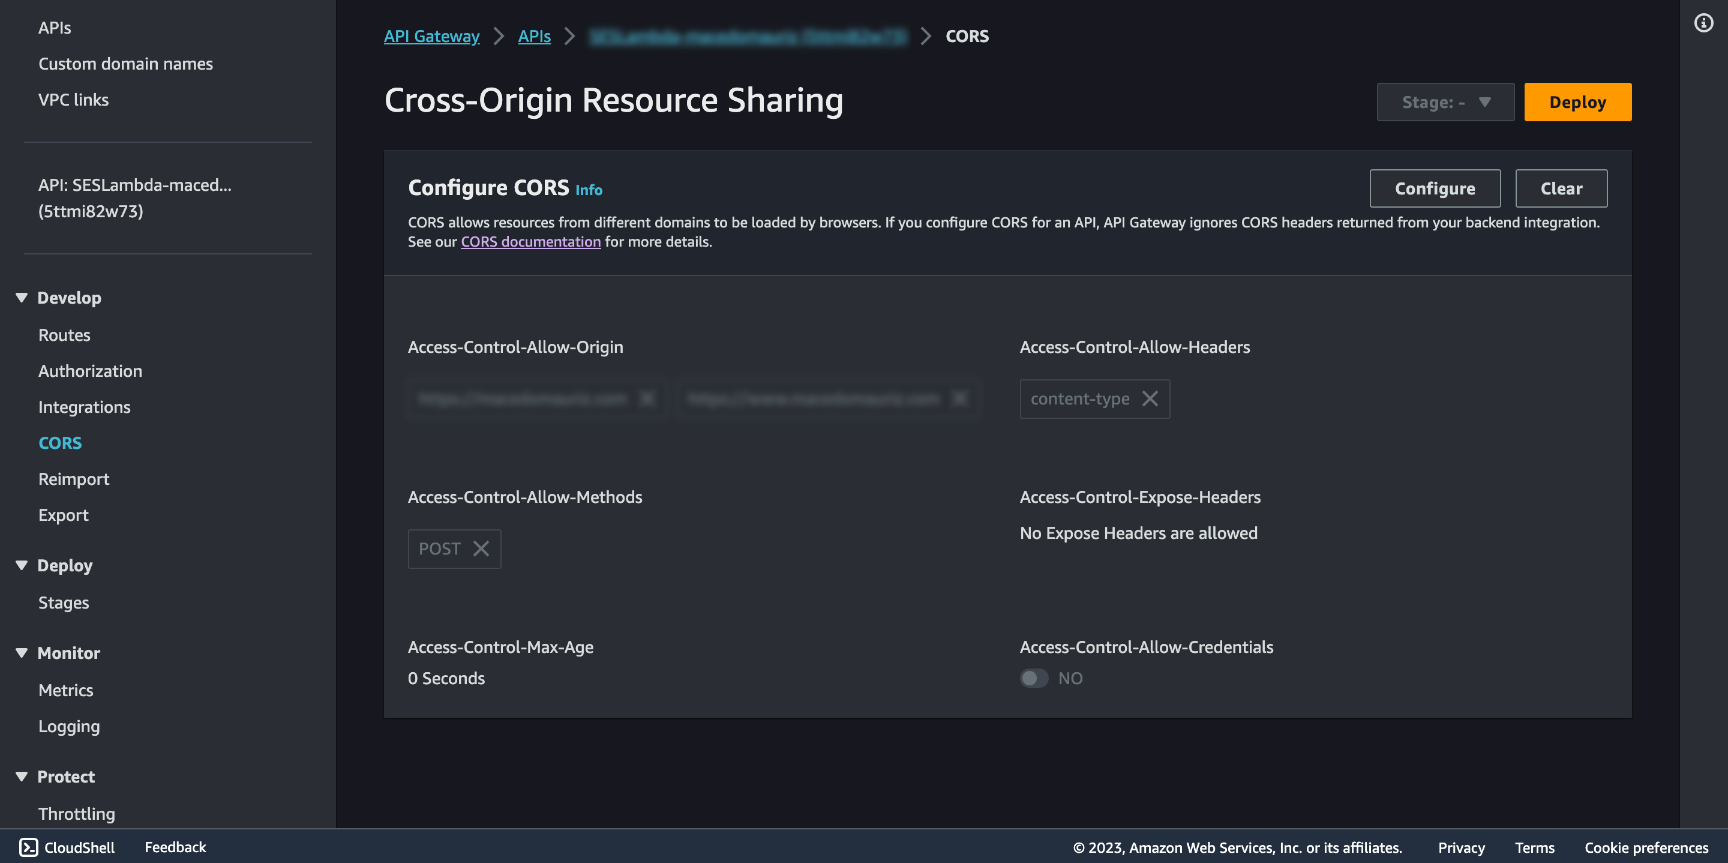 APIs
Custom domain names
VPC links
API: SESLambda-maced...
(5ttmi82w73)
Develop
Routes
Authorization
Integrations
CORS
Reimport
Export
Deploy
Stages
Monitor
Metrics
Logging
Protect
Throttling
API Gateway
APIs
CORS
Cross-Origin Resource Sharing
Stage: -
Deploy
Configure CORS Info
Configure
Clear
CORS allows resources from different domains to be loaded by browsers. If you configure CORS for an API, API Gateway ignores CORS headers returned from your backend integration.
See our CORS documentation for more details.
Access-Control-Allow-Origin
Access-Control-Allow-Headers
content-type
Access-Control-Allow-Methods
POST
Access-Control-Expose-Headers
No Expose Headers are allowed
Access-Control-Max-Age
0 Seconds
Access-Control-Allow-Credentials
NO
CloudShell
Feedback
© 2023, Amazon Web Services, Inc. or its affiliates.
Privacy
Terms
Cookie preferences